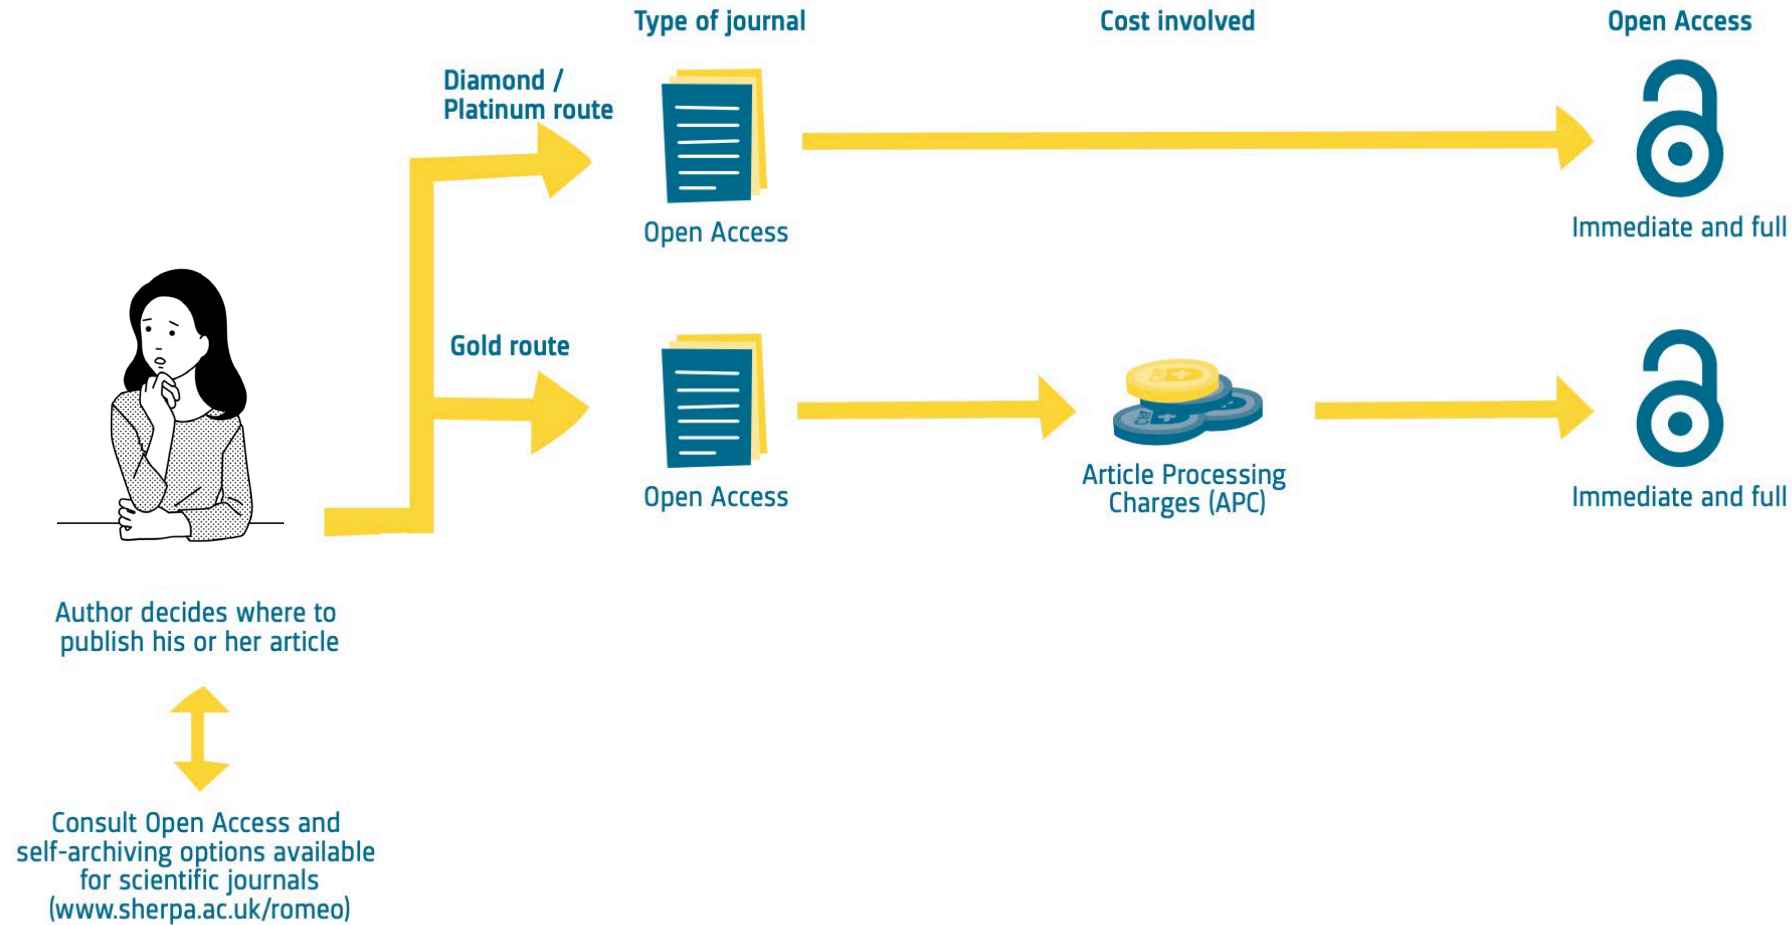 Type of journal
Cost involved
Open Access
Diamond /
Platinum route
Open Access
Immediate and full
Gold route
Open Access
Article Processing
Charges (APC)
Immediate and full
Author decides where to
publish his or her article
Consult Open Access and
self-archiving options available
for scientific journals
(www.sherpa.ac.uk/romeo)